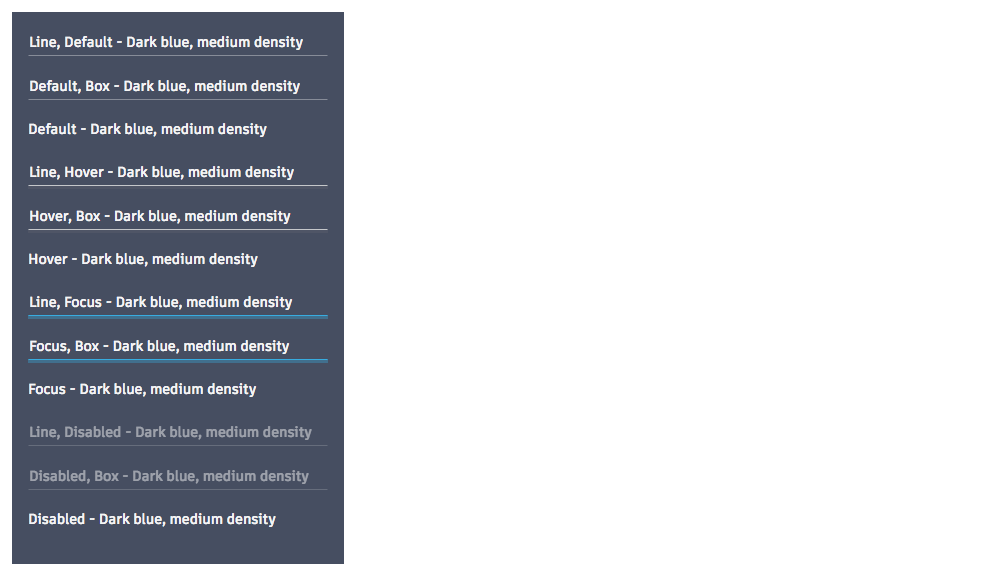 Line, Default - Dark blue, medium density
Default, Box - Dark blue, medium density
Default - Dark blue, medium density
Line, Hover - Dark blue, medium density
Hover, Box - Dark blue, medium density
Hover - Dark blue, medium density
Line, Focus - Dark blue, medium density
Focus, Box - Dark blue, medium density
Focus - Dark blue, medium density
Line, Disabled - Dark blue, medium density
Disabled, Box - Dark blue, medium density
Disabled - Dark blue, medium density